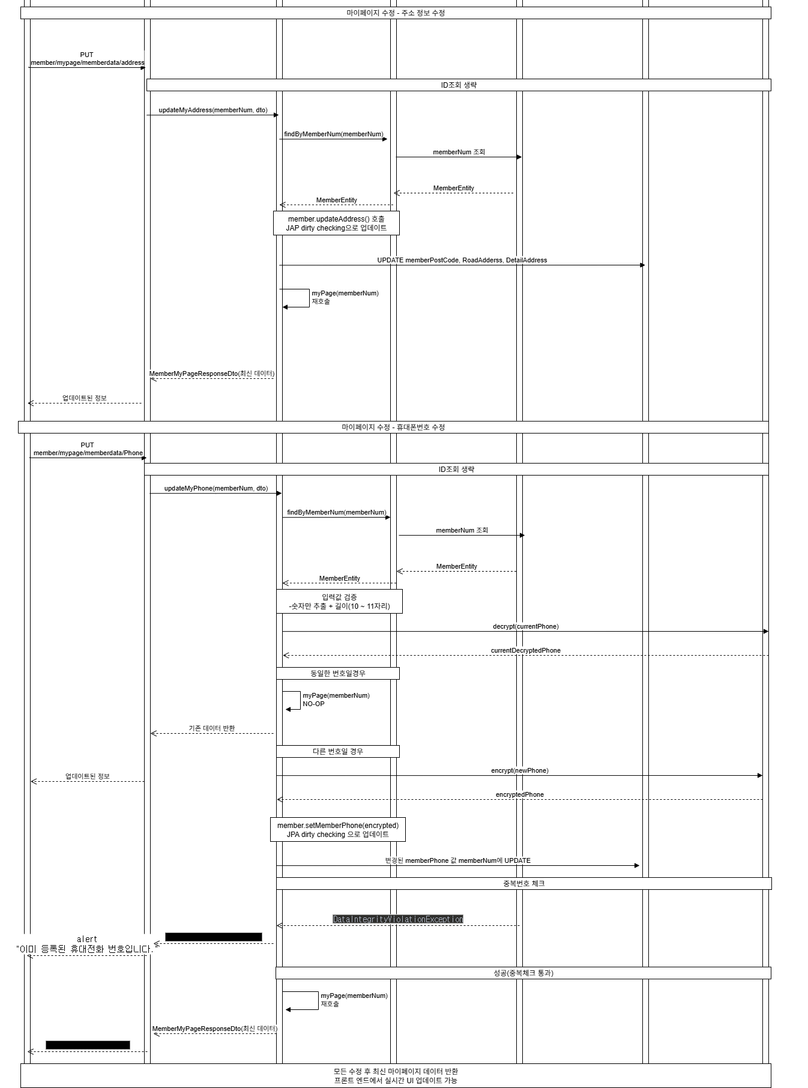 마이페이지 수정 - 주소 정보 수정
PUT
member/mypage/memberdata/address
ID조회 생략
updateMyAddress(memberNum, dto)
findByMemberNum(memberNum)
memberNum 조회
MemberEntity
MemberEntity
member.updateAddress() 호출
JAP dirty checking으로 업데이트
UPDATE memberPostCode, RoadAdderss, DetailAddress
myPage(memberNum)
재호출
MemberMyPageResponseDto(최신 데이터)
업데이트된 정보
마이페이지 수정 - 휴대폰번호 수정
PUT
member/mypage/memberdata/Phone
ID조회 생략
updateMyPhone(memberNum, dto)
findByMemberNum(memberNum)
memberNum 조회
MemberEntity
MemberEntity
입력값 검증
-숫자만 추출 + 길이(10 ~ 11자리)
decrypt(currentPhone)
currentDecryptedPhone
동일한 번호일경우
myPage(memberNum)
NO-OP
기존 데이터 반환
다른 번호일 경우
encrypt(newPhone)
업데이트된 정보
encryptedPhone
member.setMemberPhone(encrypted)
JPA dirty checking 으로 업데이트
변경된 memberPhone 값 memberNum에 UPDATE
중복번호 체크
DataIntegrityViolationException
alert
"이미 등록된 휴대전화 번호입니다."
성공(중복체크 통과)
myPage(memberNum)
재호출
MemberMyPageResponseDto(최신 데이터)
모든 수정 후 최신 마이페이지 데이터 반환
프론트 엔드에서 실시간 UI 업데이트 가능